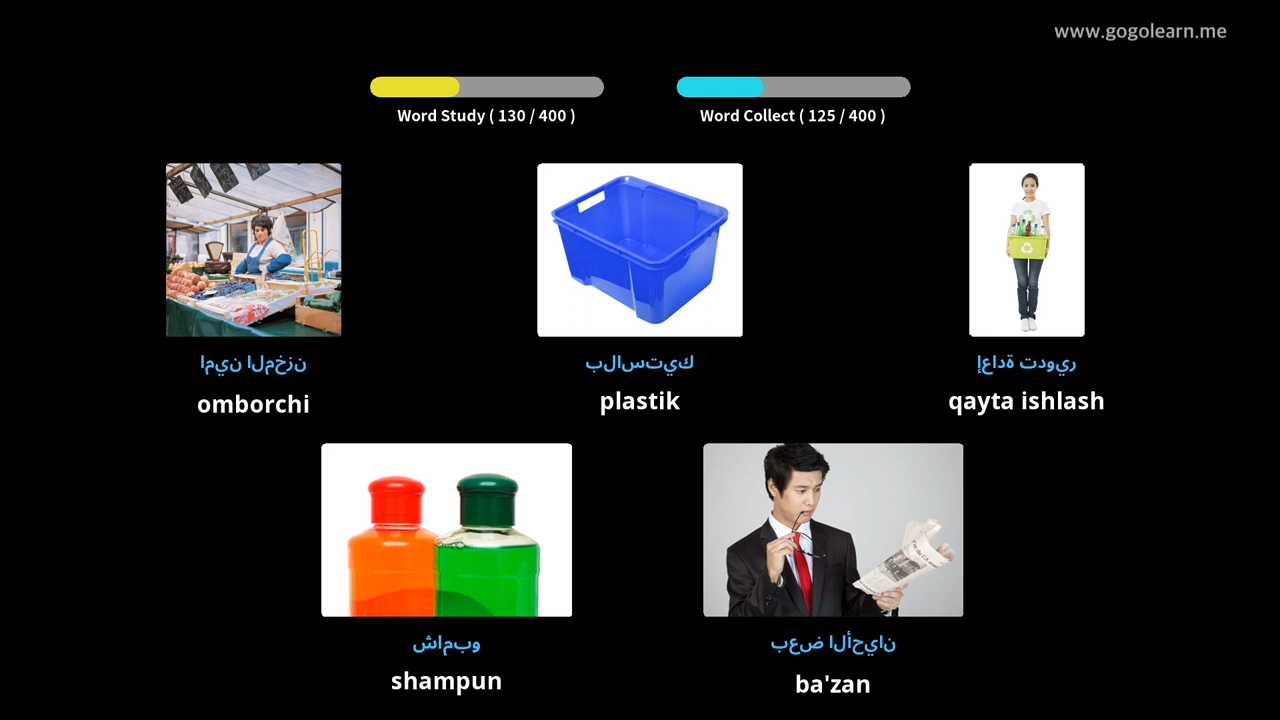 www.gogolearn.me
Word Study ( 130 / 400 )
Word Collect ( 125 / 400 )
امين المخزن
بلاستيك
إعادة تدوير
omborchi
plastik
qayta ishlash
شامبو
بعض الأحيان
shampun
ba'zan